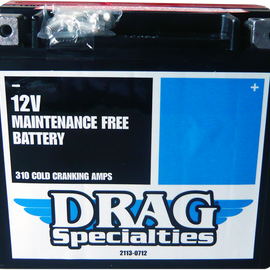 - +
12V
MAINTENANCE FREE
BATTERY
310 COLD CRANKING AMPS
DRAG
Specialties
2113-0712